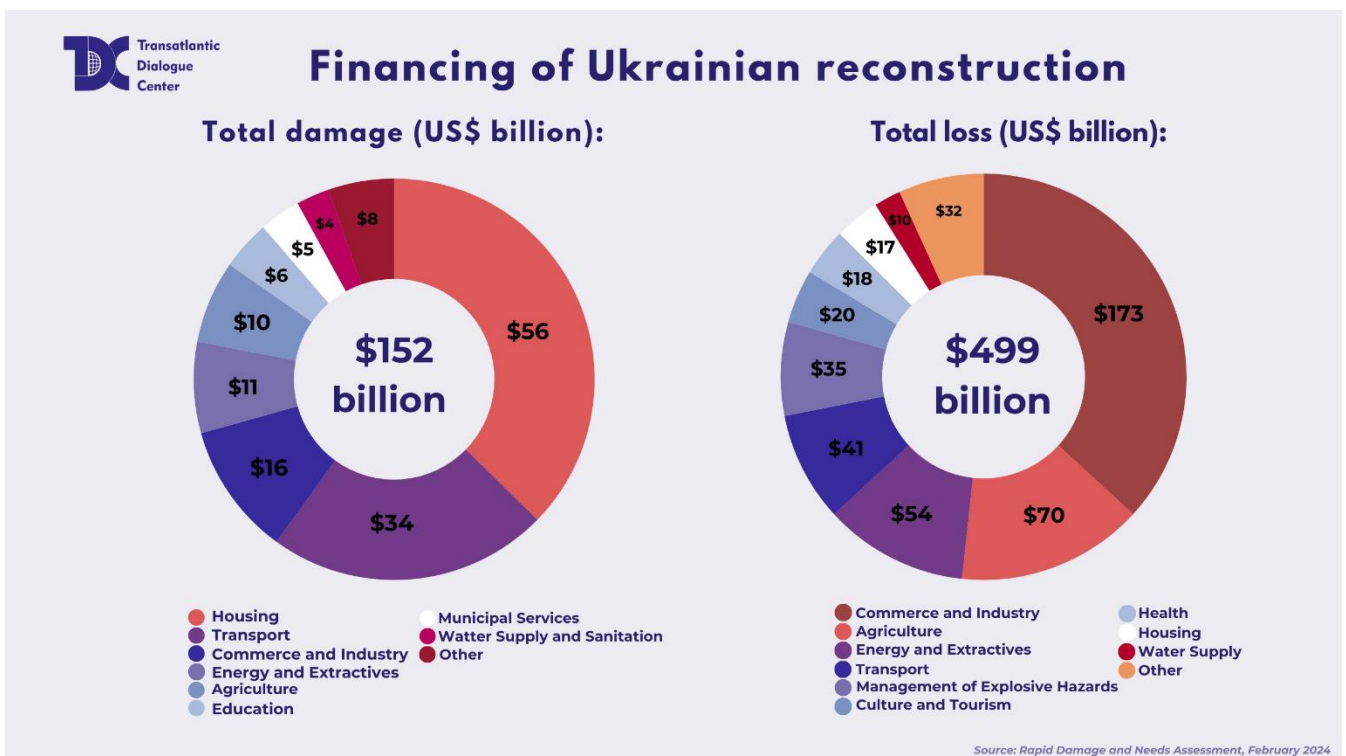 Transatlantic
Dialogue
Center
Financing of Ukrainian reconstruction
Total damage (US$ billion):
$56
$34
$16
$11
$10
$6
$5
$4
$8
$152
billion
Housing
Transport
Commerce and Industry
Energy and Extractives
Agriculture
Education
Municipal Services
Watter Supply and Sanitation
Other
Total loss (US$ billion):
$173
$70
$54
$41
$35
$20
$18
$17
$10
$32
$499
billion
Commerce and Industry
Agriculture
Energy and Extractives
Transport
Management of Explosive Hazards
Culture and Tourism
Health
Housing
Water Supply
Other
Source: Rapid Damage and Needs Assessment, February 2024